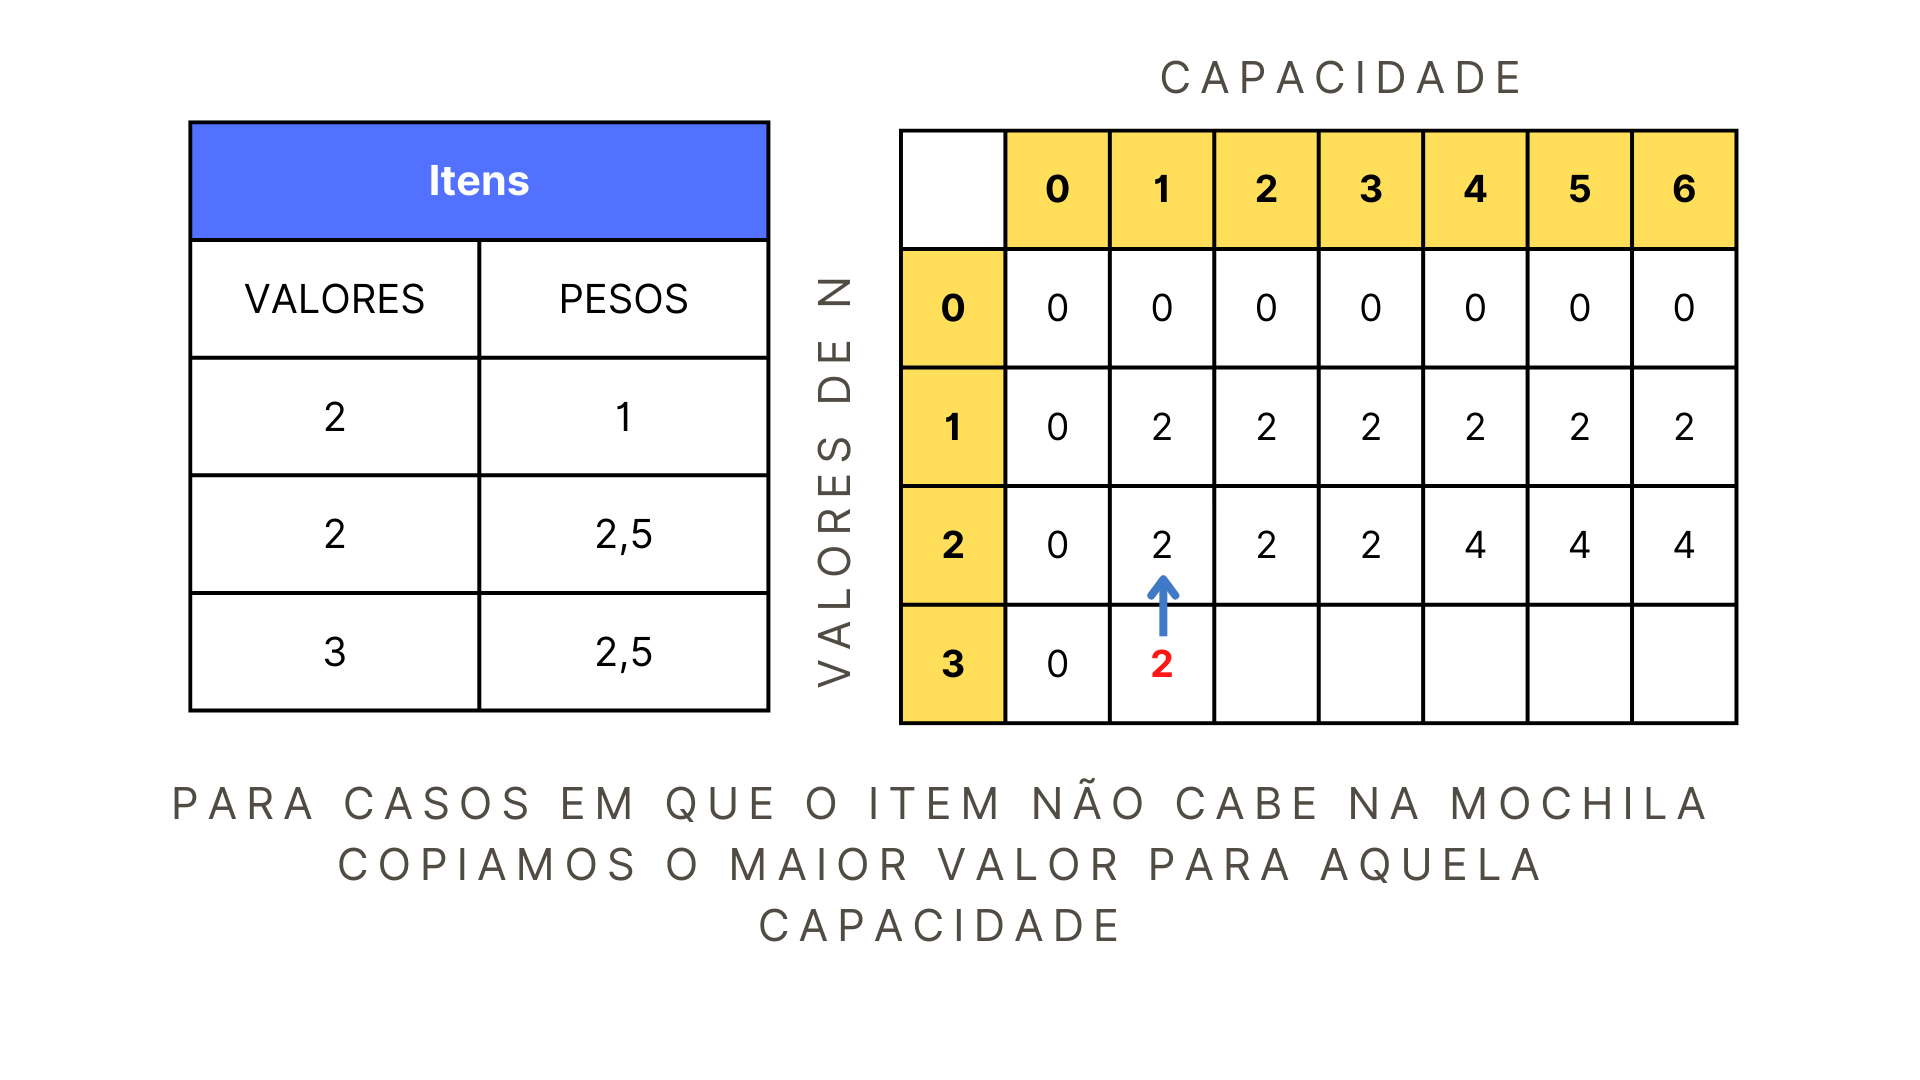 Itens
VALORES PESOS
2 1
2 2,5
3 2,5
CAPACIDADE
VALORES DE N
0 1 2 3 4 5 6
0 0 0 0 0 0 0 0
1 0 2 2 2 2 2 2
2 0 2 2 2 4 4 4
3 0 2
PARA CASOS EM QUE O ITEM NÃO CABE NA MOCHILA
COPIAMOS O MAIOR VALOR PARA AQUELA
CAPACIDADE